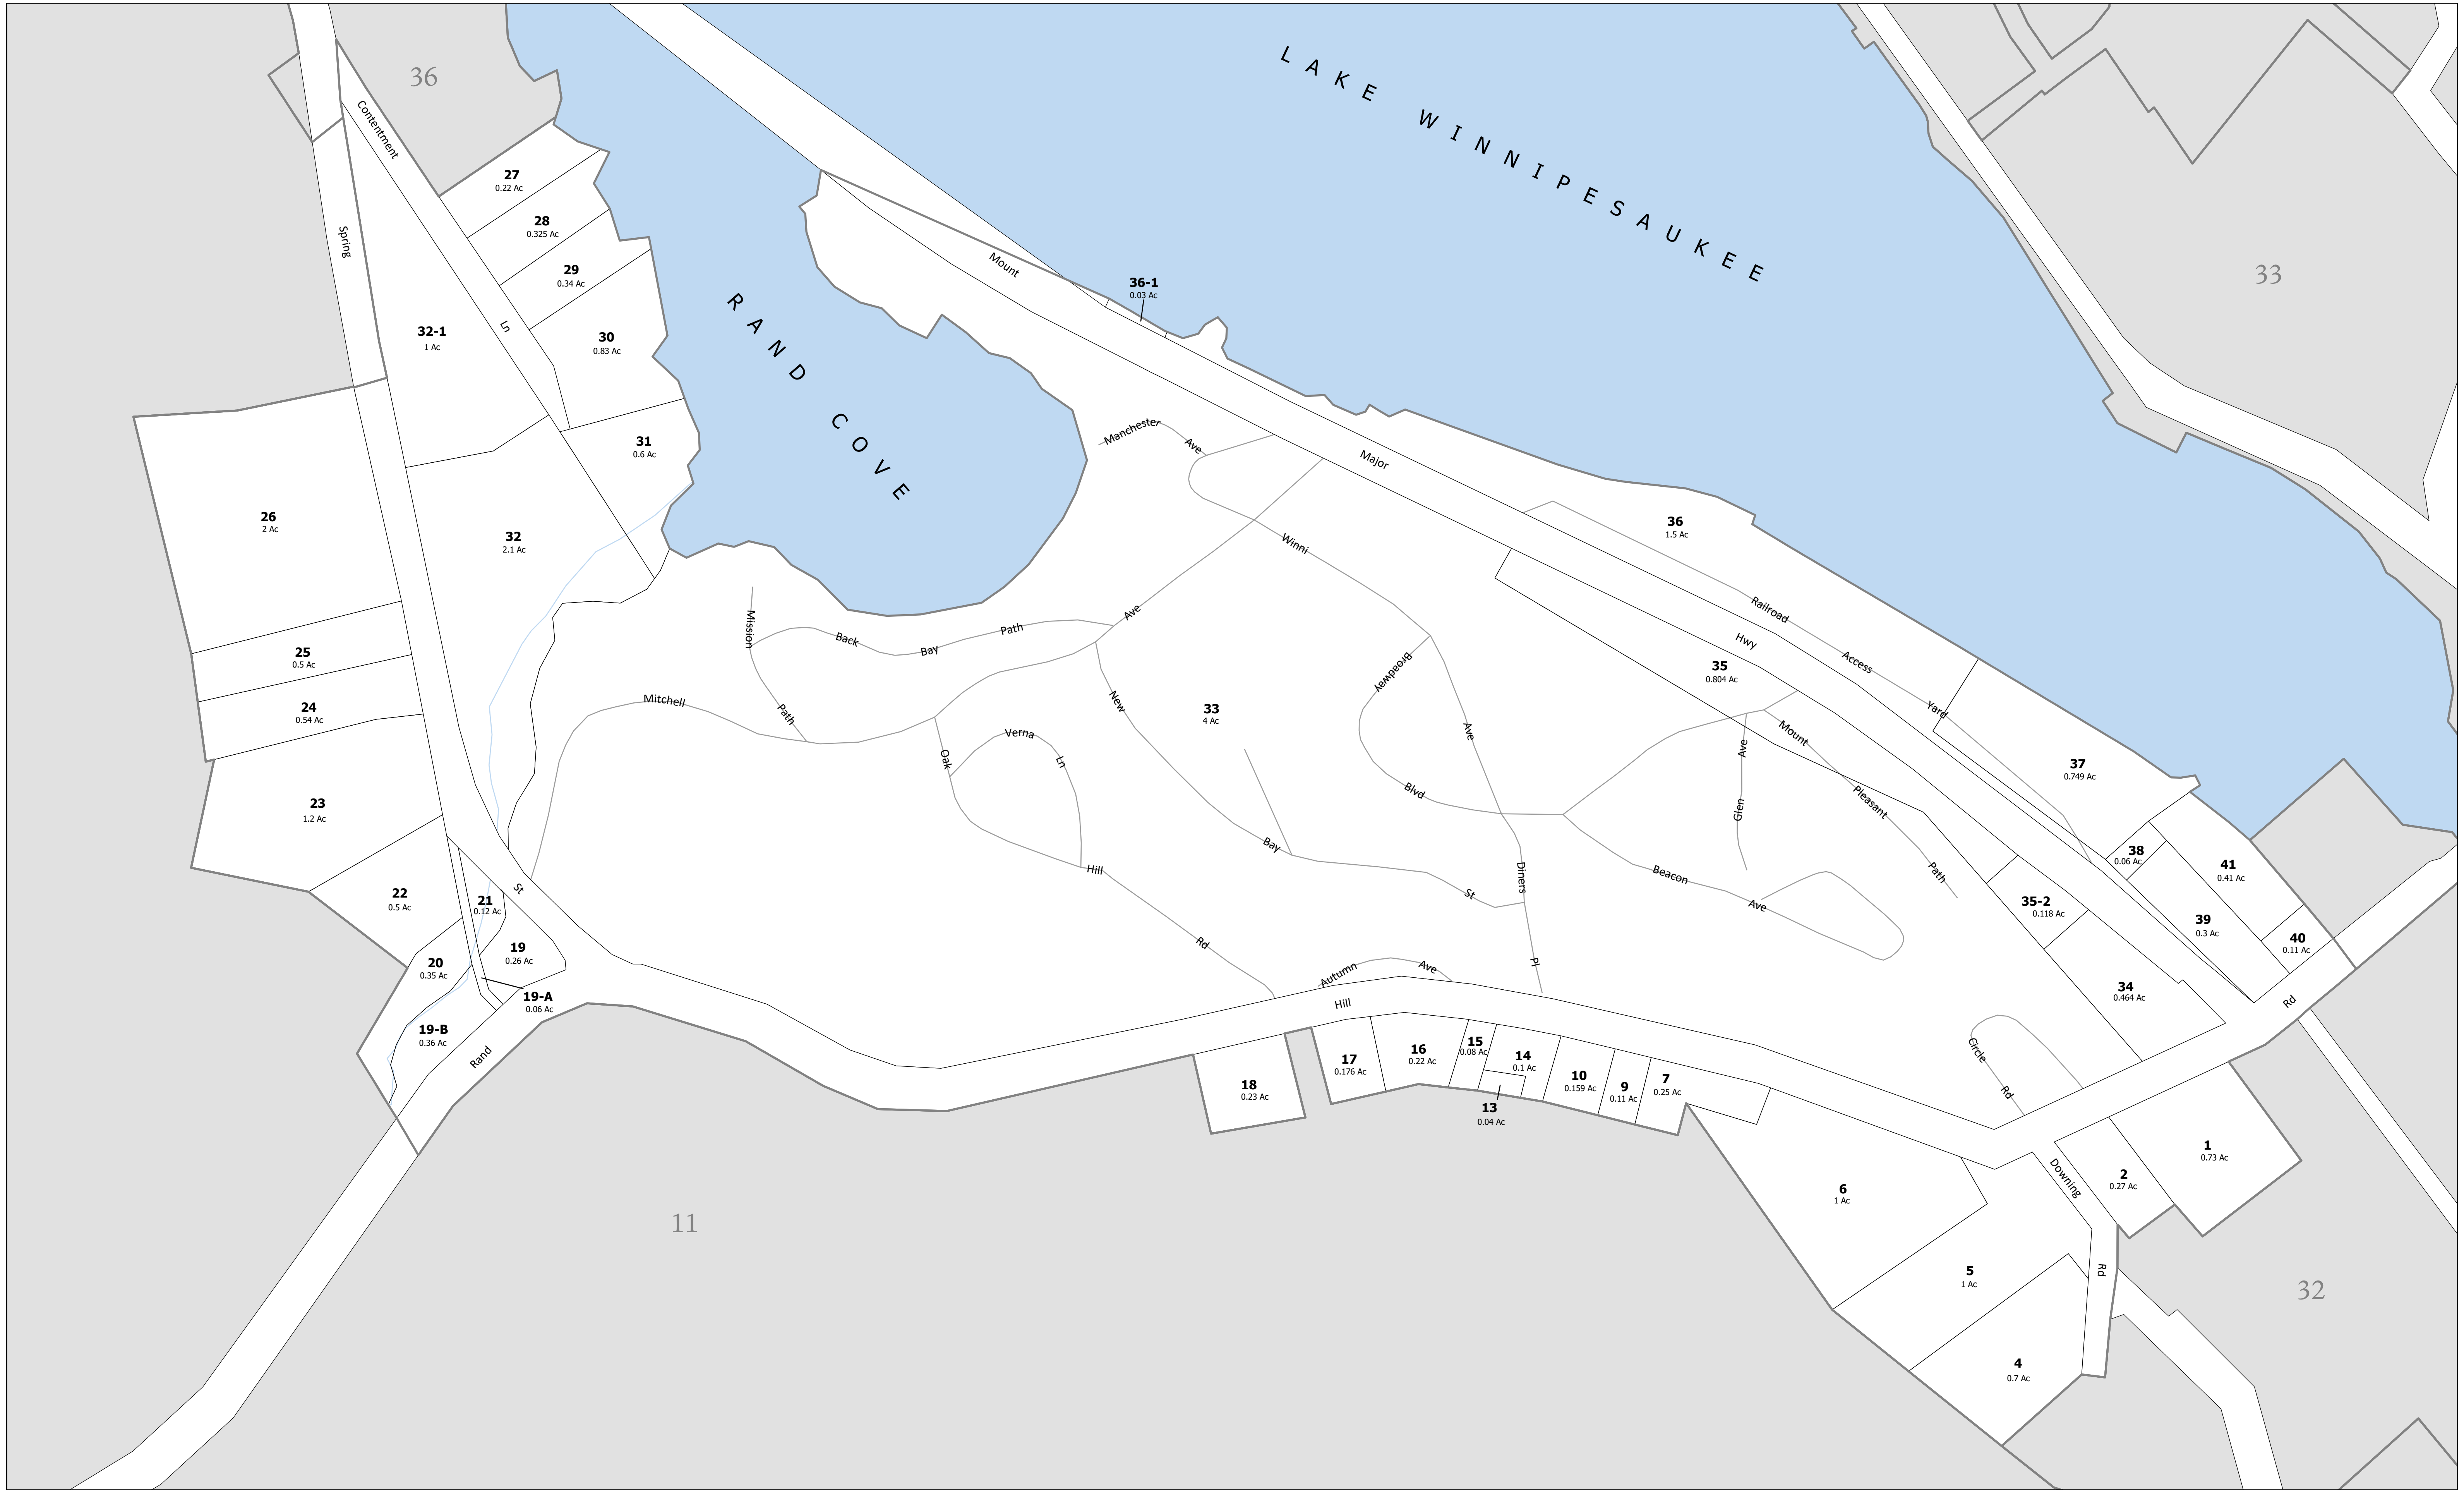 36
LAKE WINNIPESAUKEE
33
Contentment
Ln
27
0.22 Ac
28
0.325 Ac
29
0.34 Ac
30
0.83 Ac
31
0.6 Ac
Spring
32-1
1 Ac
32
2.1 Ac
RAND COVE
Mount
Major
Hwy
36-1
0.03 Ac
Manchester
Ave
Winni
Ave
36
1.5 Ac
Railroad
Access
Yard
35
0.804 Ac
37
0.749 Ac
26
2 Ac
25
0.5 Ac
24
0.54 Ac
23
1.2 Ac
22
0.5 Ac
21
0.12 Ac
St
20
0.35 Ac
19
0.26 Ac
19-A
0.06 Ac
19-B
0.36 Ac
Rand
Hill
Rd
Mission
Path
Back
Bay
Path
Mitchell
Ave
New
Bay
St
33
4 Ac
Oak
Hill
Rd
Verna
Ln
Broadway
Blvd
Diners
Pl
Autumn
Ave
Beacon
Ave
Glen
Ave
Mount
Pleasant
Path
Circle
Rd
38
0.06 Ac
41
0.41 Ac
39
0.3 Ac
40
0.11 Ac
35-2
0.118 Ac
34
0.464 Ac
18
0.23 Ac
17
0.176 Ac
16
0.22 Ac
15
0.08 Ac
14
0.1 Ac
13
0.04 Ac
10
0.159 Ac
9
0.11 Ac
7
0.25 Ac
6
1 Ac
5
1 Ac
4
0.7 Ac
Downing
Rd
2
0.27 Ac
1
0.73 Ac
11
32